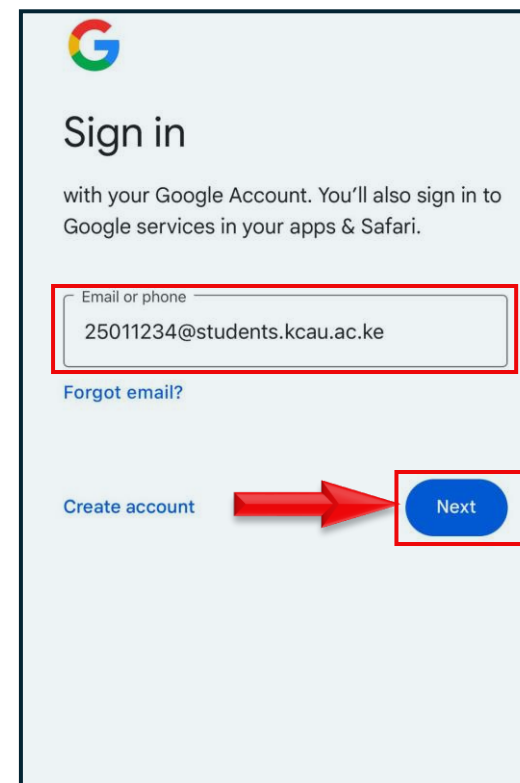 Sign in
with your Google Account. You’ll also sign in to
Google services in your apps & Safari.
Email or phone
25011234@students.kcau.ac.ke
Forgot email?
Create account
Next